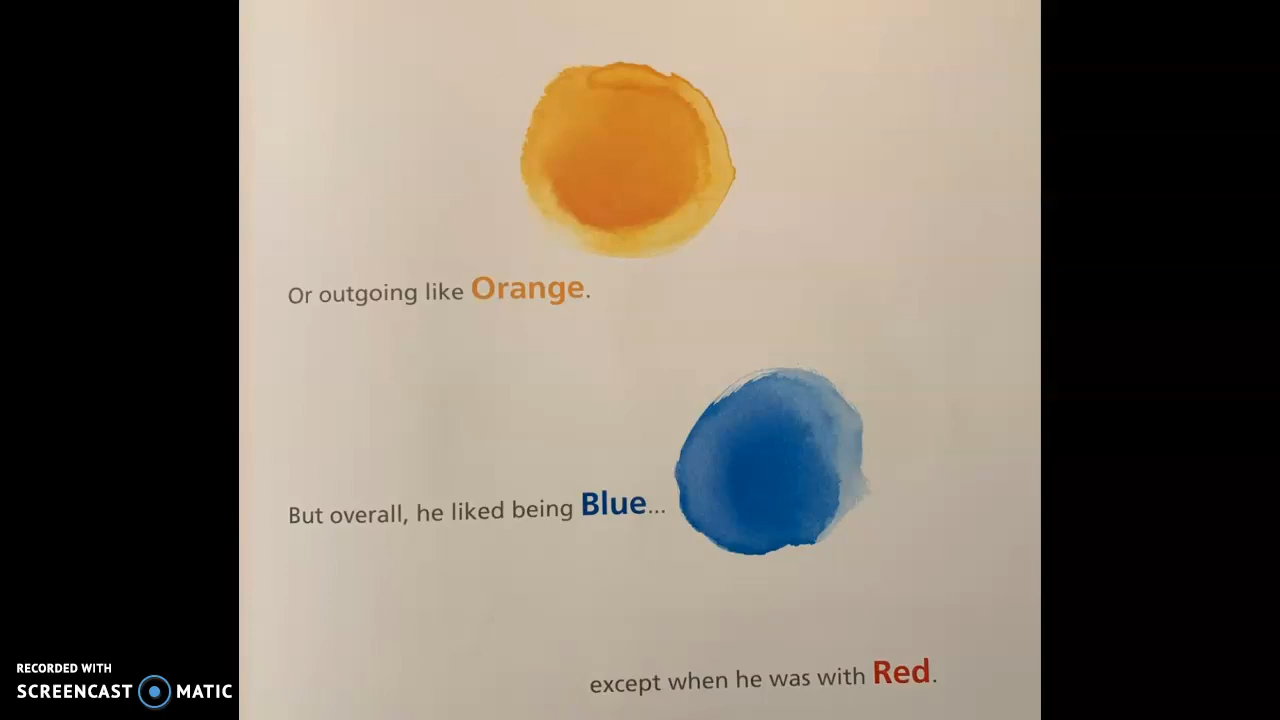 Or outgoing like Orange.
But overall, he liked being Blue...
except when he was with Red.
RECORDED WITH
SCREENCAST MATIC